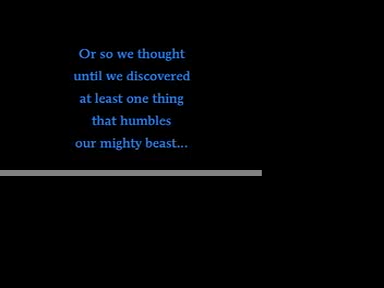 Or so we thought
until we discovered
at least one thing
that humbles
our mighty beast...